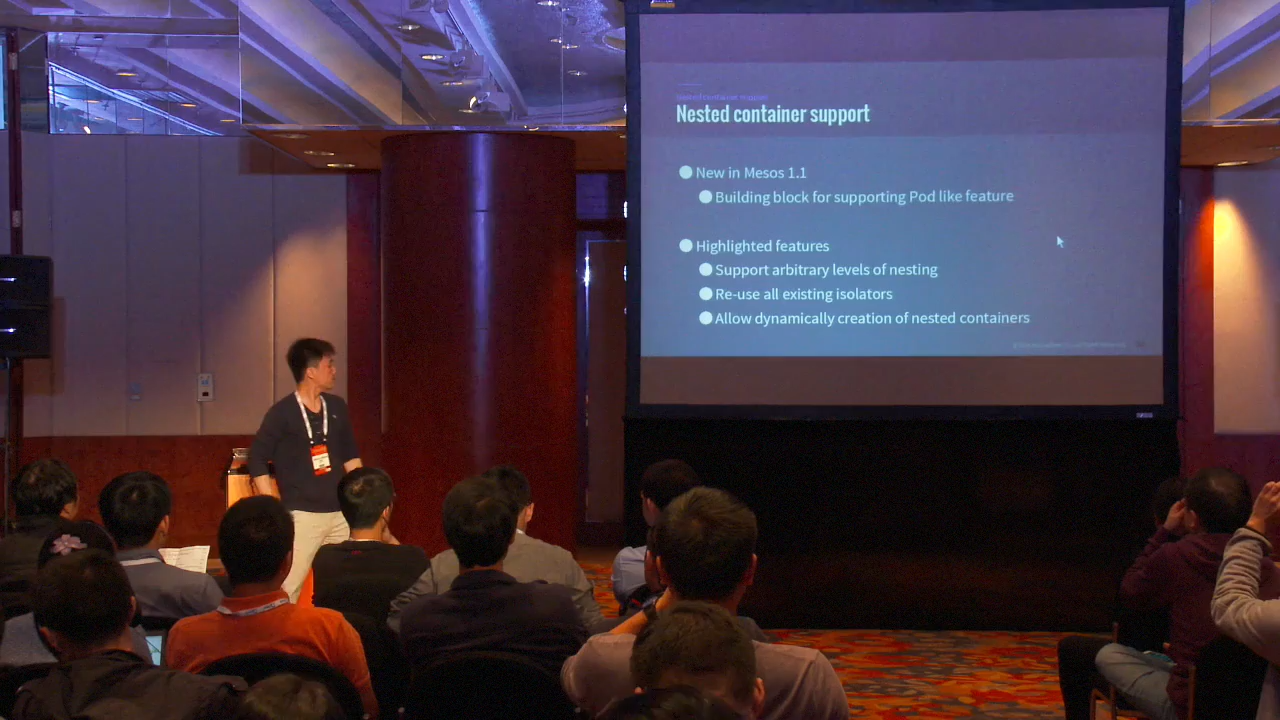 Nested container support
New in Mesos 1.1
Building block for supporting Pod like feature
Highlighted features
Support arbitrary levels of nesting
Re-use all existing isolators
Allow dynamically creation of nested containers